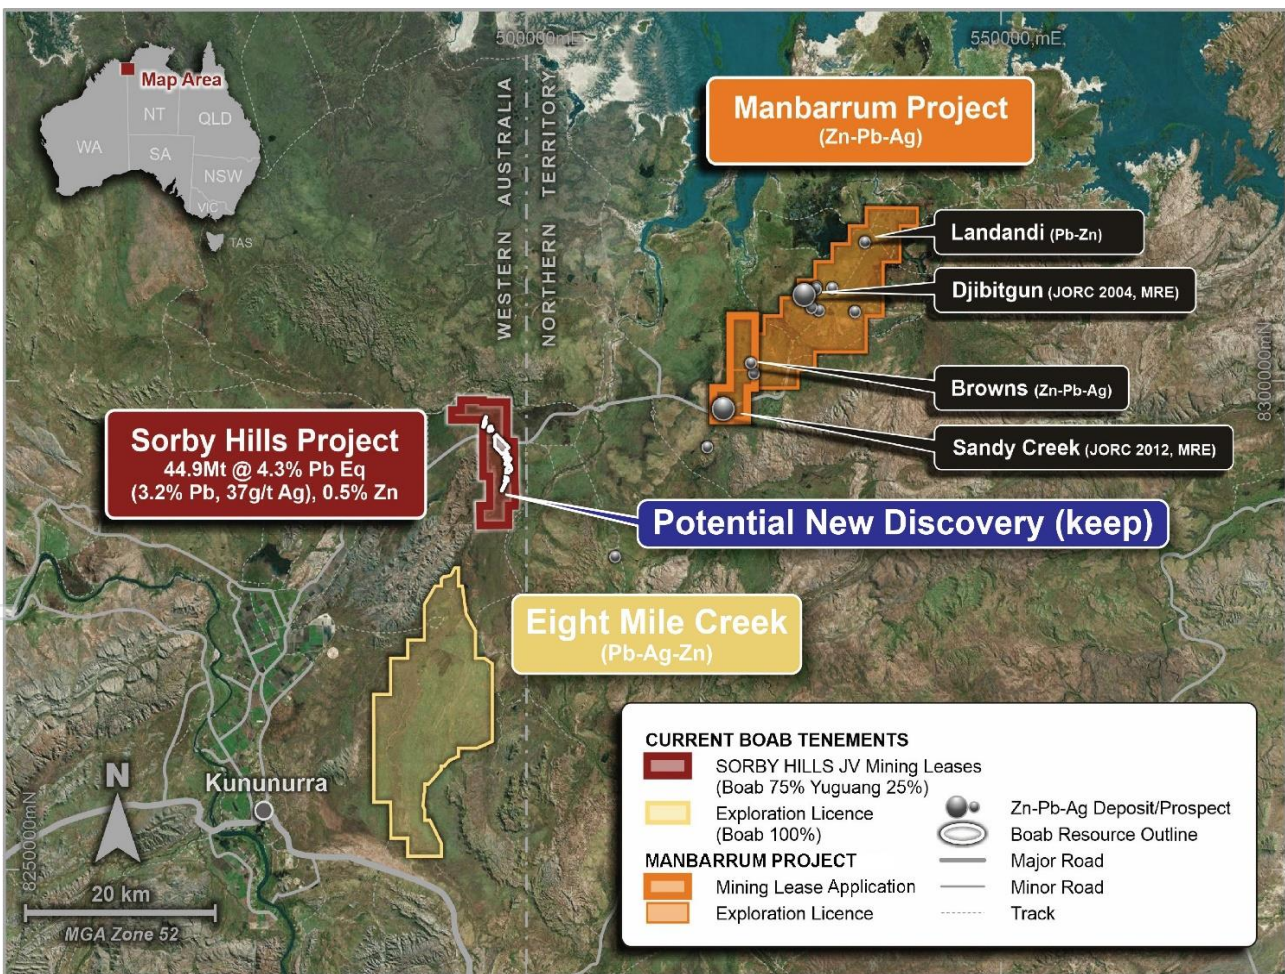 500000mE
550000 mE
Map Area
NT
QLD
WA
SA
NSW
VIC
TAS
WESTERN AUSTRALIA
NORTHERN TERRITORY
Manbarrum Project
(Zn-Pb-Ag)
Landandi (Pb-Zn)
Djibitgun (JORC 2004, MRE)
8300000mN
Browns (Zn-Pb-Ag)
Sandy Creek (JORC 2012, MRE)
Sorby Hills Project
44.9Mt @ 4.3% Pb Eq
(3.2% Pb, 37g/t Ag), 0.5% Zn
Potential New Discovery (keep)
Eight Mile Creek
(Pb-Ag-Zn)
Kununurra
N
8250000mN
20 km
MGA Zone 52
CURRENT BOAB TENEMENTS
SORBY HILLS JV Mining Leases
(Boab 75% Yuguang 25%)
Exploration Licence
(Boab 100%)
MANBARRUM PROJECT
Mining Lease Application
Exploration Licence
Zn-Pb-Ag Deposit/Prospect
Boab Resource Outline
Major Road
Minor Road
Track